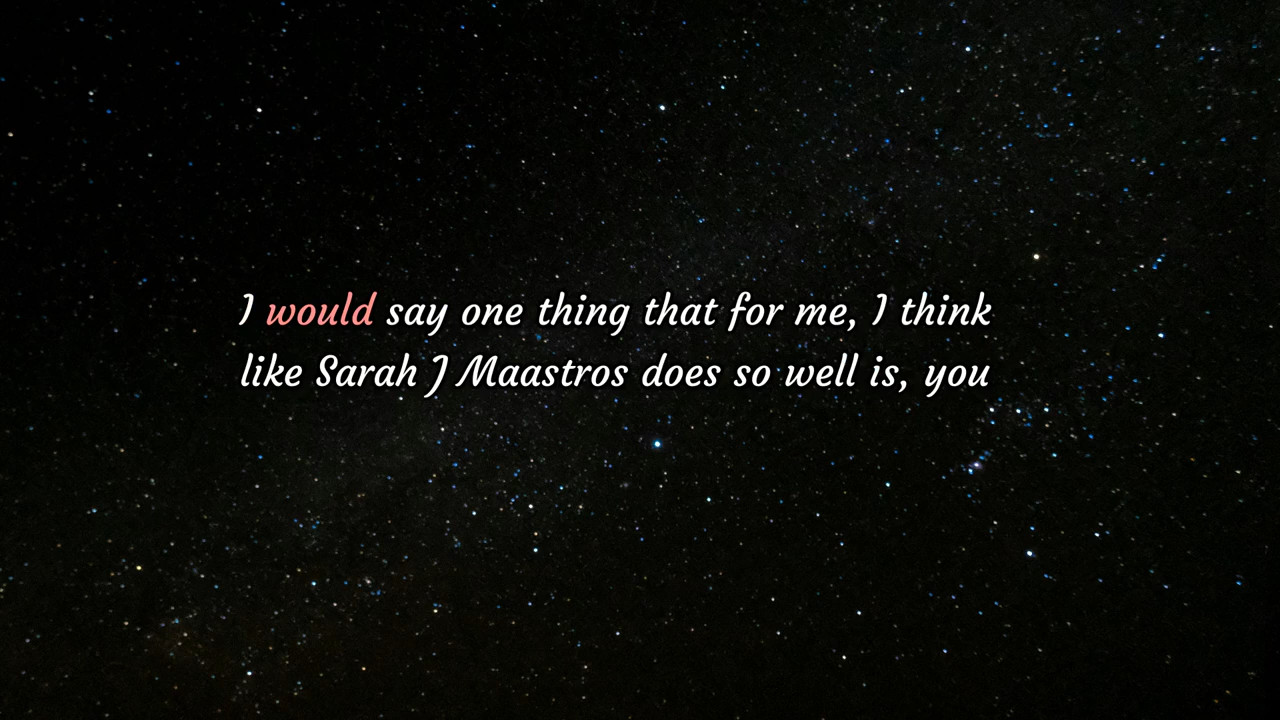 I would say one thing that for me, I think
like Sarah J Maastros does so well is, you